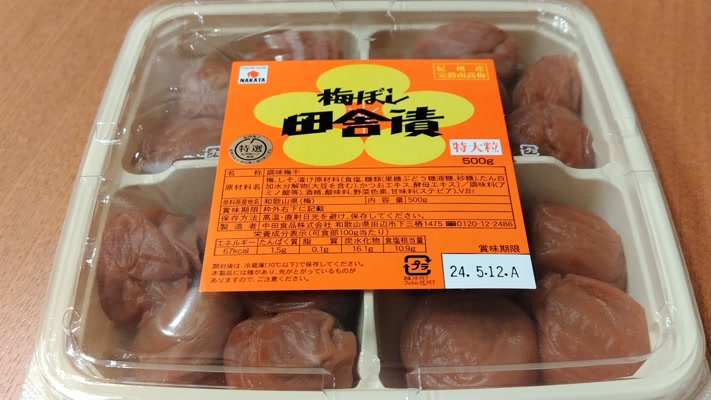 NAKATA
紀州産
完熟南高梅
梅ぼし
田舎漬
特選
特大粒
500g
名　称 調味梅干
原材料名 梅、しそ、漬け原材料(食塩、糖類(果糖ぶどう糖液糖、砂糖)、たん白
加水分解物(大豆を含む)、かつおエキス、酵母エキス)／調味料(ア
ミノ酸等)、酒精、酸味料、野菜色素、甘味料(ステビア)、V.B1
原料原産地名 和歌山県(梅) 内容量 500g
賞味期限 枠外右下に記載
保存方法 高温、直射日光を避け、保存してください。
製造者 中田食品株式会社 和歌山県田辺市下三栖1475 ☎0120-12-2486
栄養成分表示(可食部100g当たり)
エネルギー たんぱく質 脂質 炭水化物 食塩相当量
67kcal 1.5g 0.1g 16.1g 10.9g
開封後は、冷蔵庫(10℃以下)で保存してください。
本製品には種があり、先がとがっているものが
ありますので、ご注意ください。
プラ
賞味期限
24.5.12.A